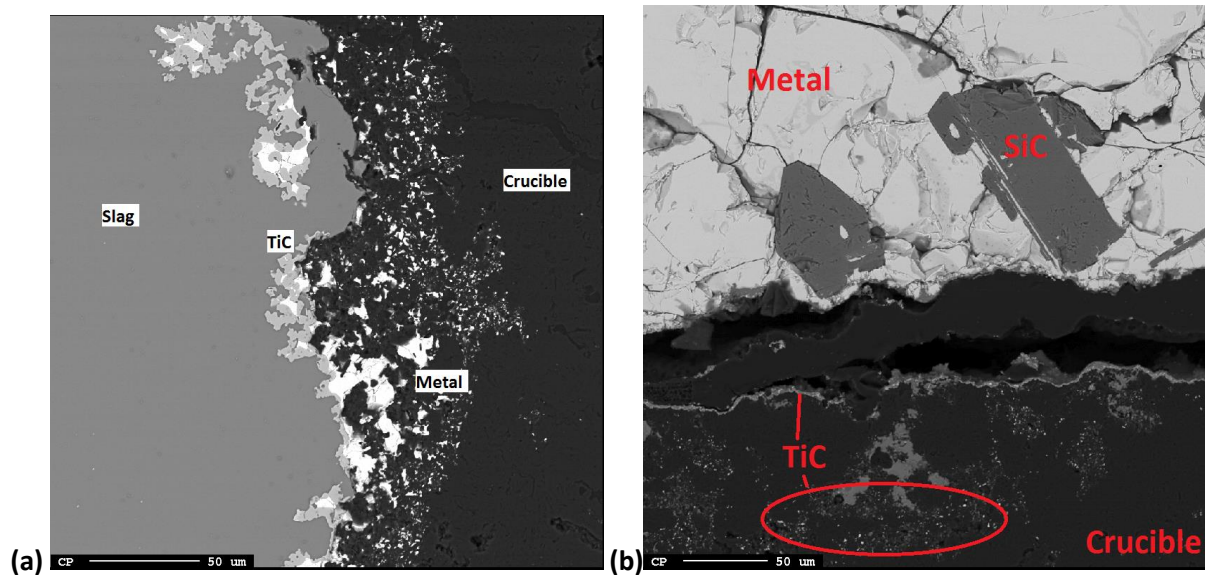 Slag
TiC
Crucible
Metal
(a)
CP 50 um
Metal
SiC
TiC
Crucible
(b)
CP 50 um